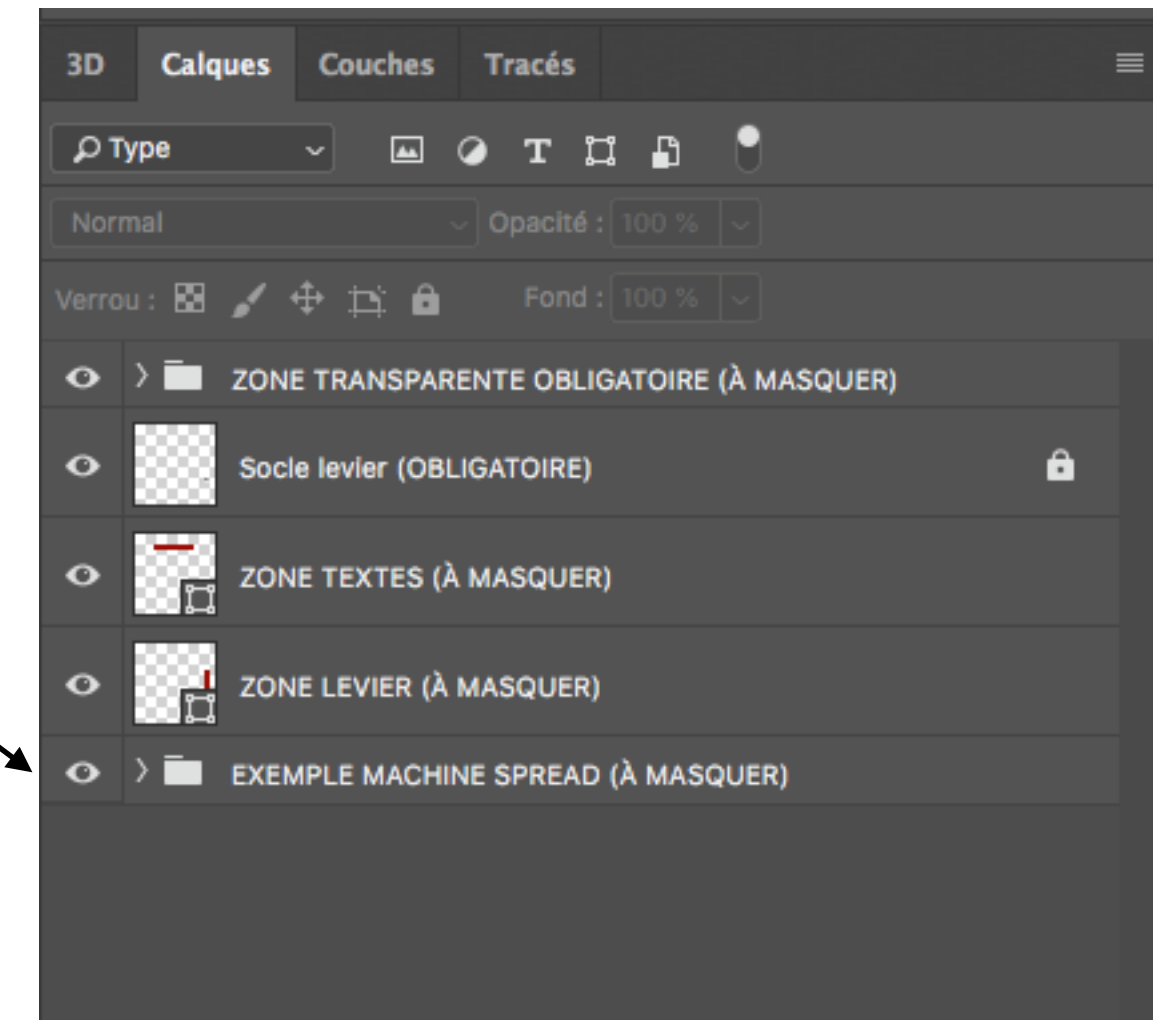 3D Calques Couches Tracés
Type T
Normal Opacité : 100 %
Verrou : Fond : 100 %
ZONE TRANSPARENTE OBLIGATOIRE (À MASQUER)
Socle levier (OBLIGATOIRE)
ZONE TEXTES (À MASQUER)
ZONE LEVIER (À MASQUER)
EXEMPLE MACHINE SPREAD (À MASQUER)